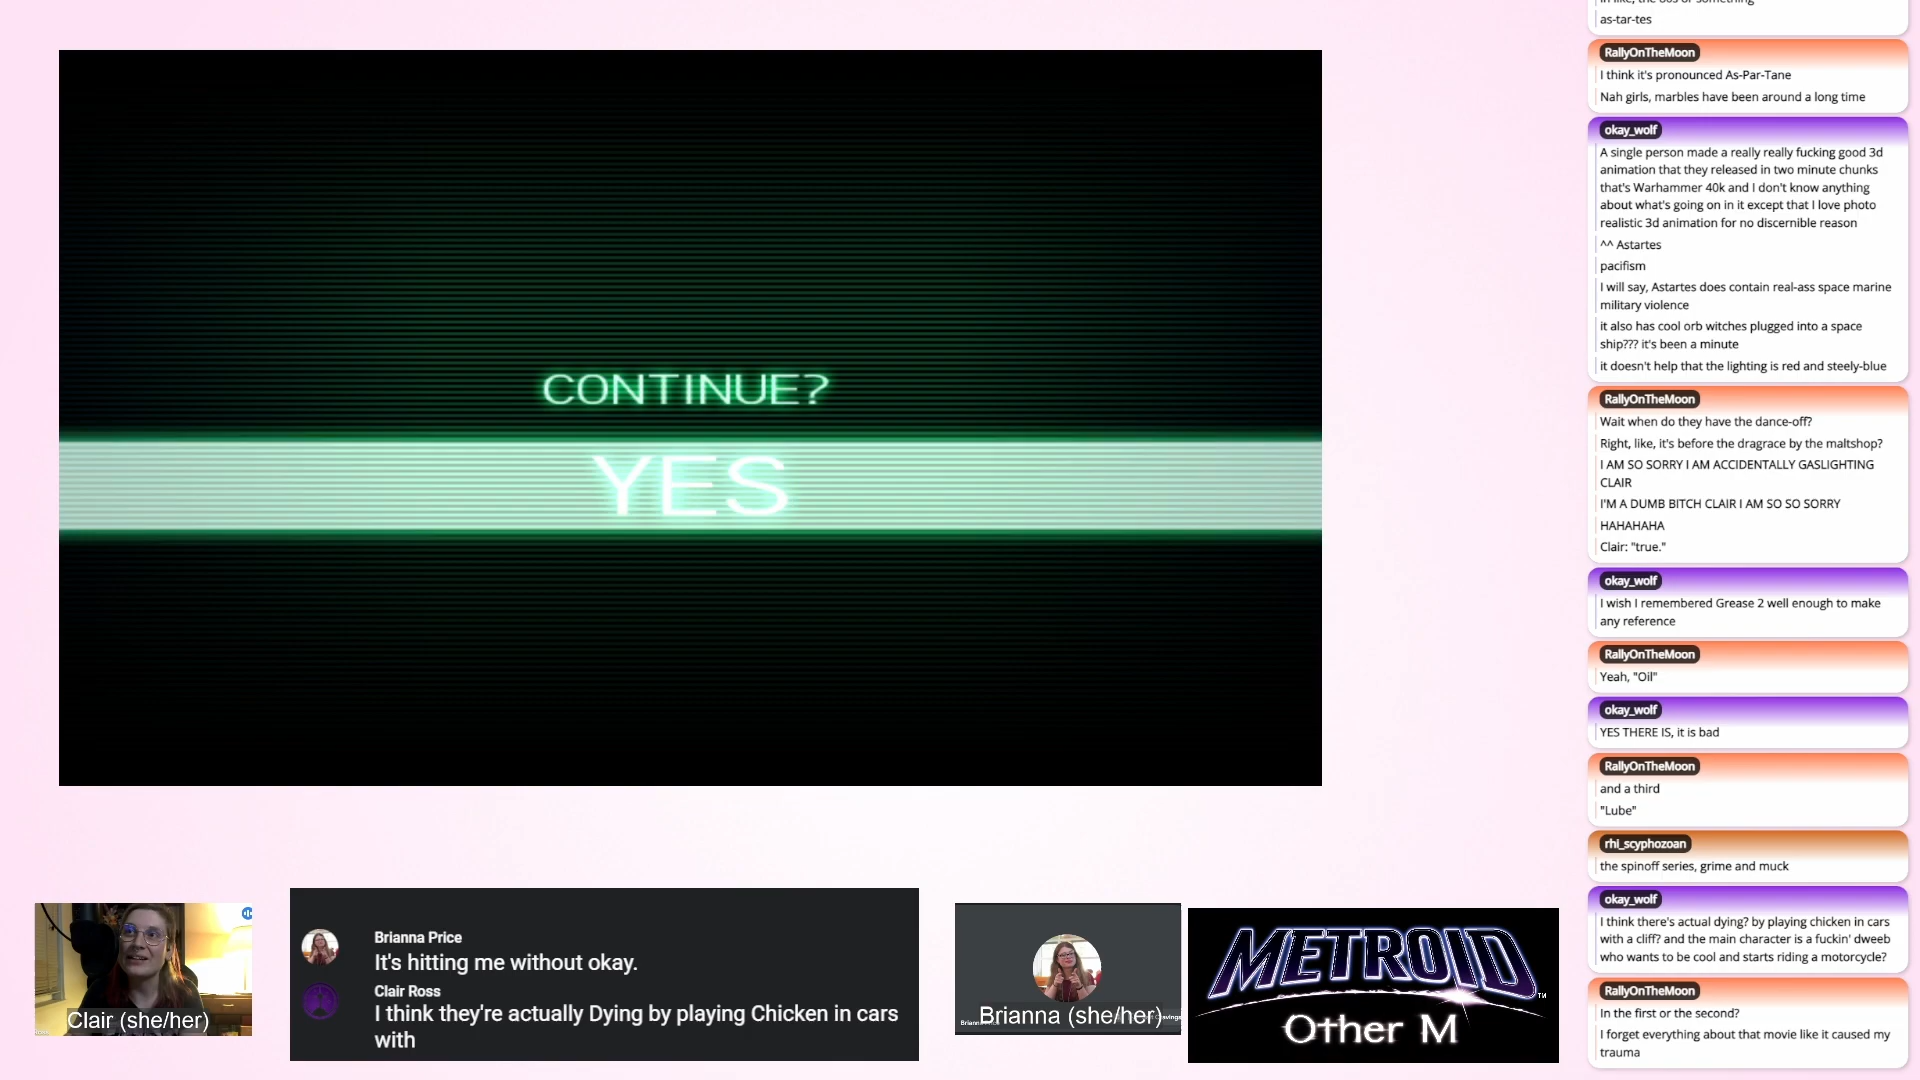 CONTINUE?
YES
Clair (she/her)
Brianna Price
It's hitting me without okay.
Clair Ross
I think they're actually Dying by playing Chicken in cars
with
Brianna (she/her)
METROID
TM
Other M
as-tar-tes
RallyOnTheMoon
I think it's pronounced As-Par-Tane
Nah girls, marbles have been around a long time
okay_wolf
A single person made a really really fucking good 3d
animation that they released in two minute chunks
that's Warhammer 40k and I don't know anything
about what's going on in it except that I love photo
realistic 3d animation for no discernible reason
^^ Astartes
pacifism
I will say, Astartes does contain real-ass space marine
military violence
it also has cool orb witches plugged into a space
ship??? it's been a minute
it doesn't help that the lighting is red and steely-blue
RallyOnTheMoon
Wait when do they have the dance-off?
Right, like, it's before the dragrace by the maltshop?
I AM SO SORRY I AM ACCIDENTALLY GASLIGHTING
CLAIR
I'M A DUMB BITCH CLAIR I AM SO SO SORRY
HAHAHAHA
Clair: "true."
okay_wolf
I wish I remembered Grease 2 well enough to make
any reference
RallyOnTheMoon
Yeah, "Oil"
okay_wolf
YES THERE IS, it is bad
RallyOnTheMoon
and a third
"Lube"
rhi_scyphozoan
the spinoff series, grime and muck
okay_wolf
I think there's actual dying? by playing chicken in cars
with a cliff? and the main character is a fuckin' dweeb
who wants to be cool and starts riding a motorcycle?
RallyOnTheMoon
In the first or the second?
I forget everything about that movie like it caused my
trauma